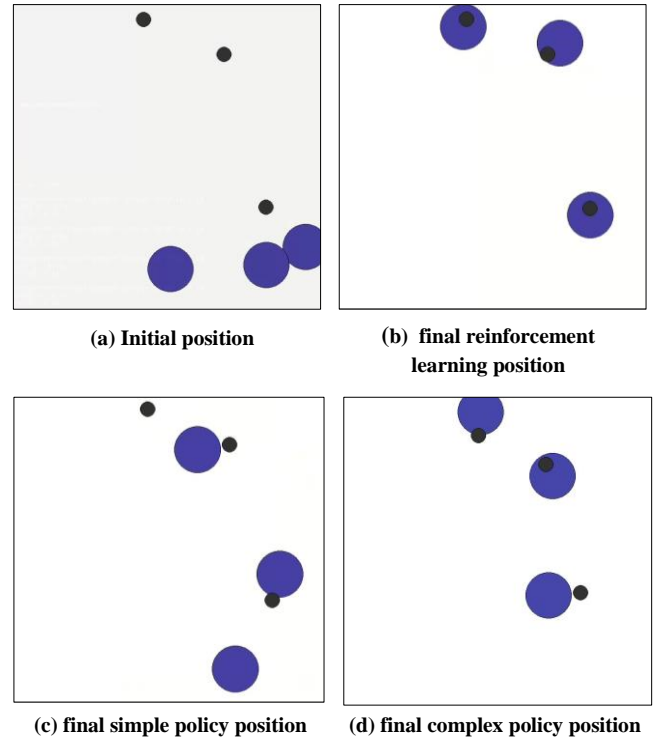 (a) Initial position
(b) final reinforcement
learning position
(c) final simple policy position
(d) final complex policy position